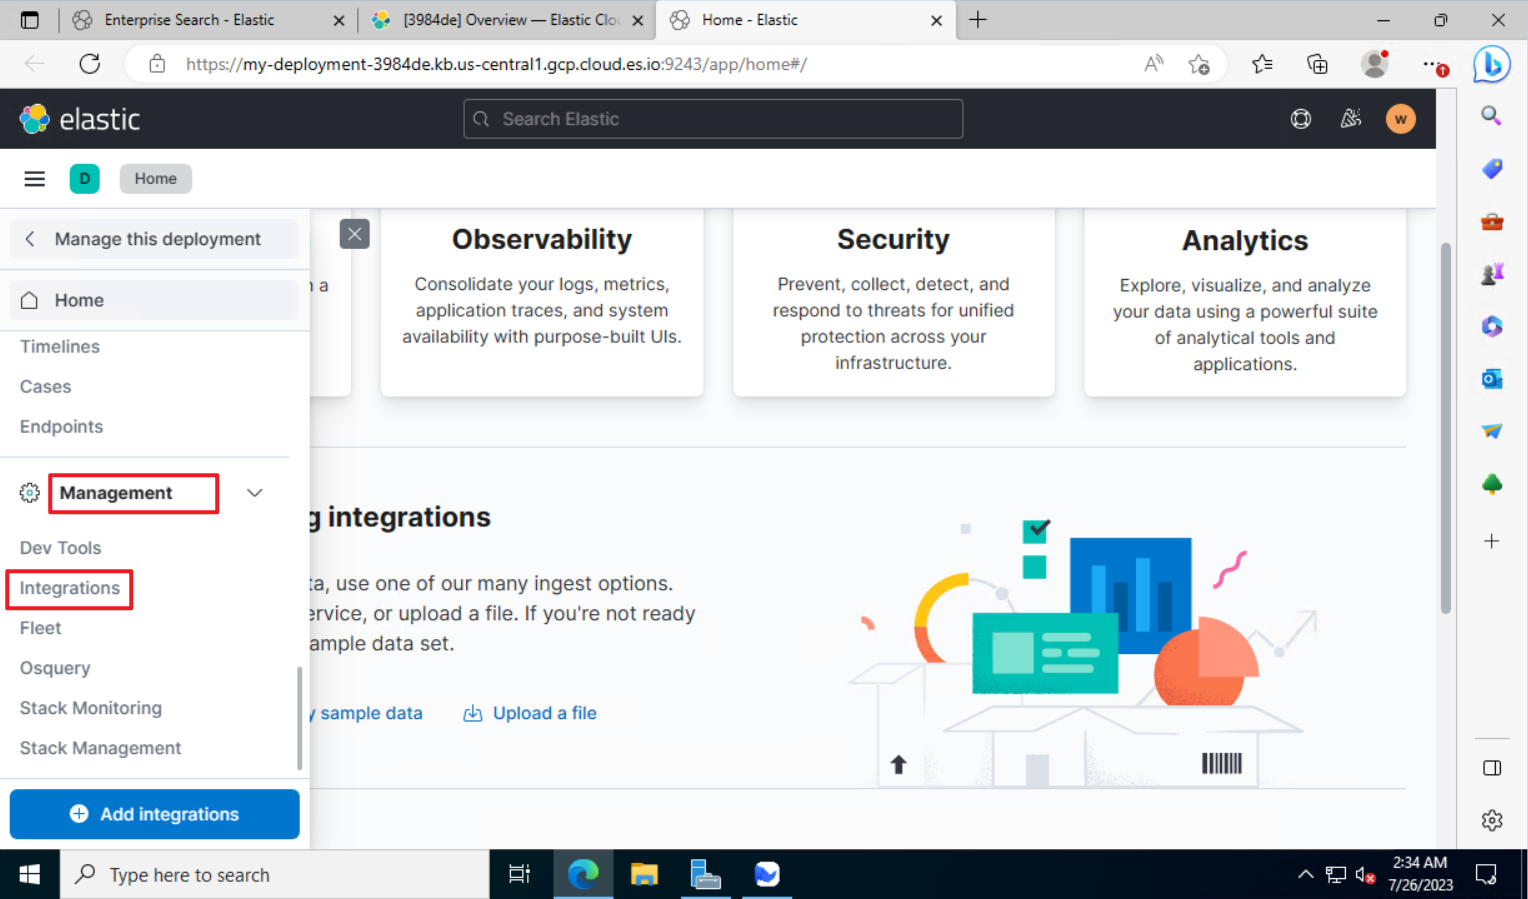 Enterprise Search - Elastic
[3984de] Overview — Elastic Clo
Home - Elastic
https://my-deployment-3984de.kb.us-central1.gcp.cloud.es.io:9243/app/home#/
elastic
Search Elastic
W
D
Home
Manage this deployment
Home
Timelines
Cases
Endpoints
Management
Dev Tools
Integrations
Fleet
Osquery
Stack Monitoring
Stack Management
Add integrations
n a
Observability
Consolidate your logs, metrics,
application traces, and system
availability with purpose-built UIs.
Security
Prevent, collect, detect, and
respond to threats for unified
protection across your
infrastructure.
Analytics
Explore, visualize, and analyze
your data using a powerful suite
of analytical tools and
applications.
g integrations
ta, use one of our many ingest options.
ervice, or upload a file. If you're not ready
ample data set.
y sample data
Upload a file
Type here to search
2:34 AM
7/26/2023